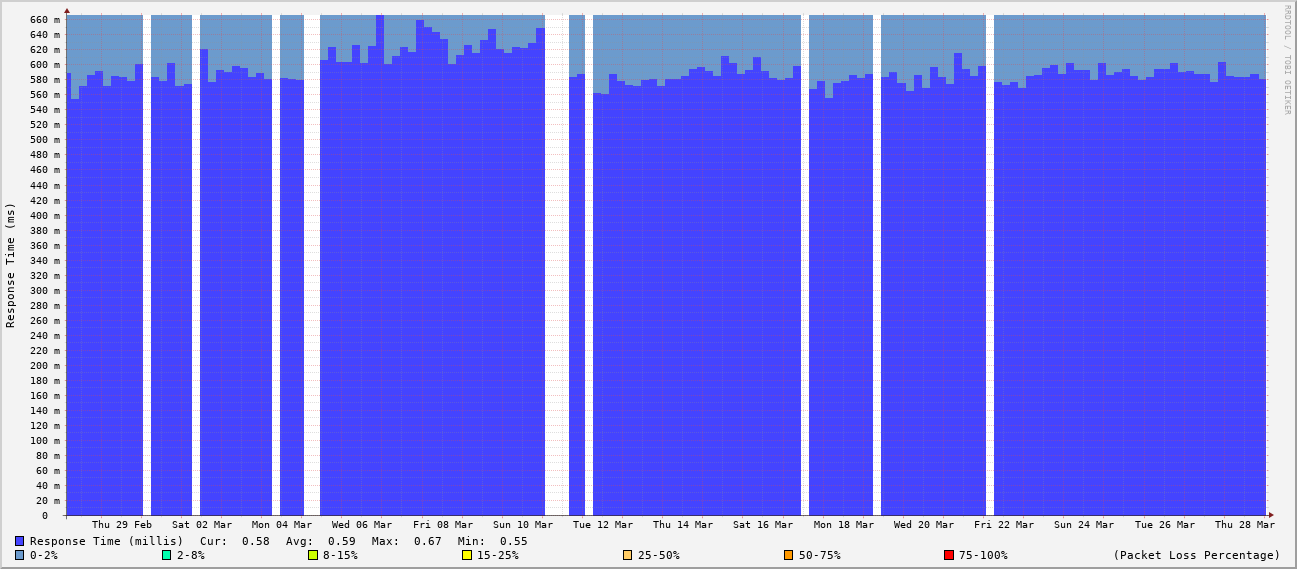 RRDTOOL / TOBI OETIKER
Response Time (ms)
660 m
640 m
620 m
600 m
580 m
560 m
540 m
520 m
500 m
480 m
460 m
440 m
420 m
400 m
380 m
360 m
340 m
320 m
300 m
280 m
260 m
240 m
220 m
200 m
180 m
160 m
140 m
120 m
100 m
80 m
60 m
40 m
20 m
0
Thu 29 Feb Sat 02 Mar Mon 04 Mar Wed 06 Mar Fri 08 Mar Sun 10 Mar Tue 12 Mar Thu 14 Mar Sat 16 Mar Mon 18 Mar Wed 20 Mar Fri 22 Mar Sun 24 Mar Tue 26 Mar Thu 28 Mar
Response Time (millis) Cur: 0.58 Avg: 0.59 Max: 0.67 Min: 0.55
0-2% 2-8% 8-15% 15-25% 25-50% 50-75% 75-100% (Packet Loss Percentage)